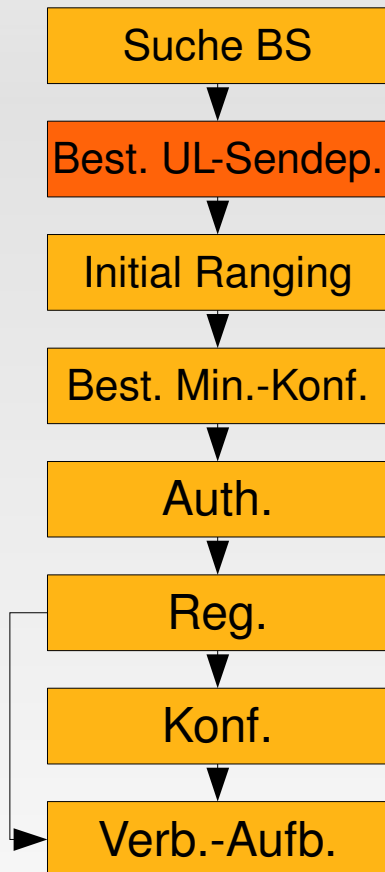 Suche BS
Best. UL-Sendep.
Initial Ranging
Best. Min.-Konf.
Auth.
Reg.
Konf.
Verb.-Aufb.